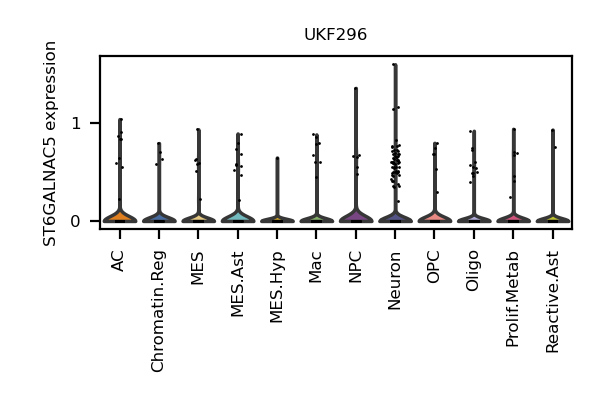 UKF296
ST6GALNAC5 expression
1
0
AC
Chromatin.Reg
MES
MES.Ast
MES.Hyp
Mac
NPC
Neuron
OPC
Oligo
Prolif.Metab
Reactive.Ast